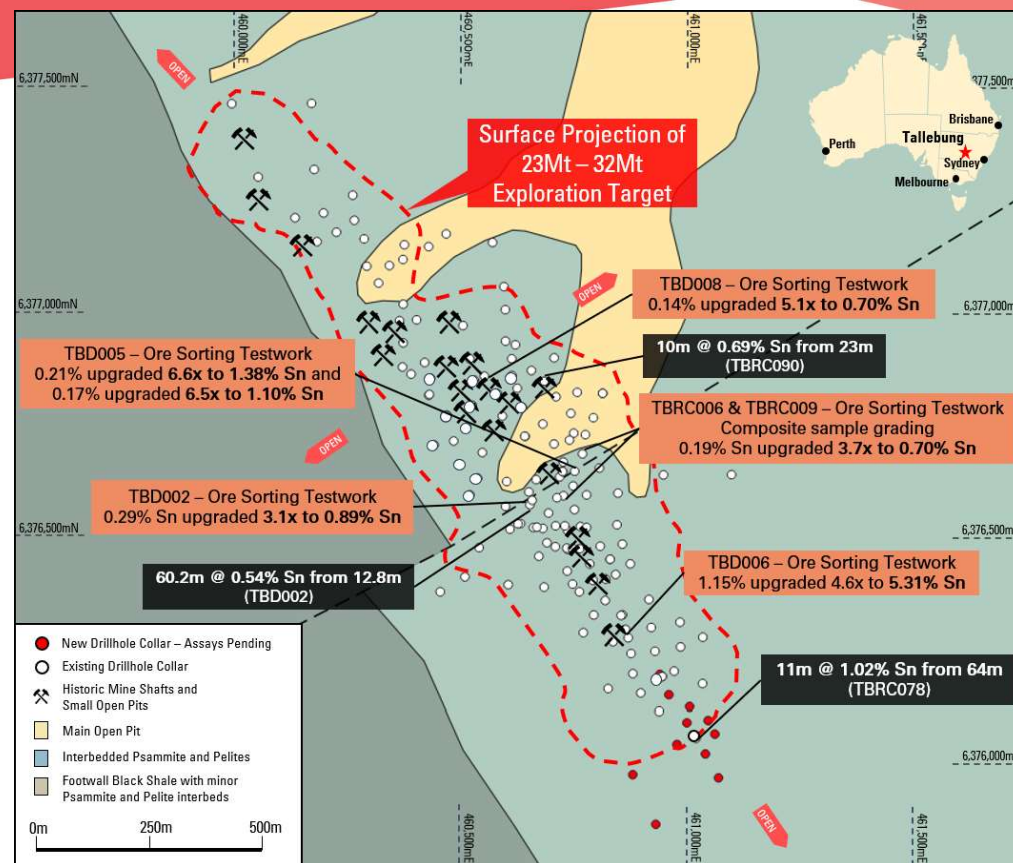 460,000mE
460,500mE
461,000mE
6,377,500mN
OPEN
Brisbane
Perth
Tallebung
Sydney
Melbourne
Surface Projection of
23Mt – 32Mt
Exploration Target
6,377,000mN
6,377,000mN
OPEN
TBD008 – Ore Sorting Testwork
0.14% upgraded 5.1x to 0.70% Sn
10m @ 0.69% Sn from 23m
(TBRC090)
TBD005 – Ore Sorting Testwork
0.21% upgraded 6.6x to 1.38% Sn and
0.17% upgraded 6.5x to 1.10% Sn
TBRC006 & TBRC009 – Ore Sorting Testwork
Composite sample grading
0.19% Sn upgraded 3.7x to 0.70% Sn
OPEN
TBD002 – Ore Sorting Testwork
0.29% Sn upgraded 3.1x to 0.89% Sn
6,376,500mN
6,376,500mN
60.2m @ 0.54% Sn from 12.8m
(TBD002)
TBD006 – Ore Sorting Testwork
1.15% upgraded 4.6x to 5.31% Sn
11m @ 1.02% Sn from 64m
(TBRC078)
6,376,000mN
New Drillhole Collar – Assays Pending
Existing Drillhole Collar
Historic Mine Shafts and
Small Open Pits
Main Open Pit
Interbedded Psammite and Pelites
Footwall Black Shale with minor
Psammite and Pelite interbeds
0m 250m 500m
460,500mE
461,000mE
461,500mE
OPEN